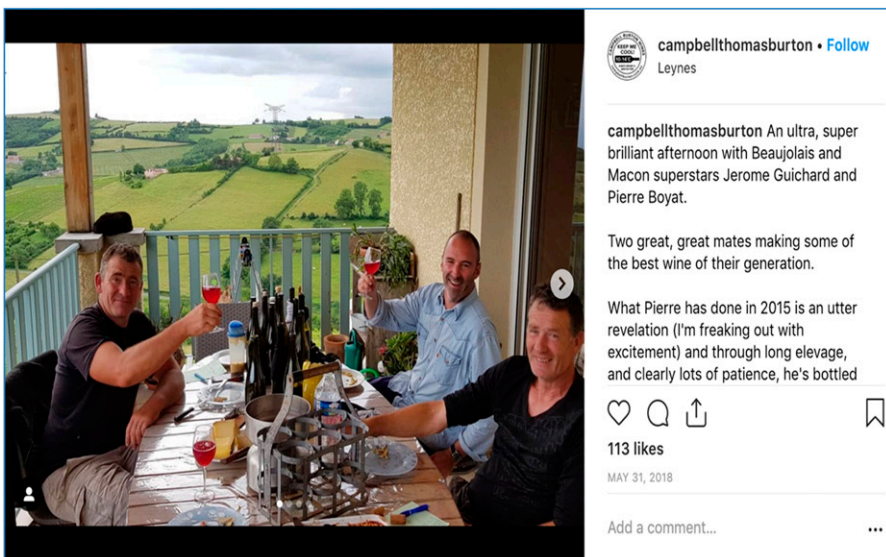 campbellthomasburton • Follow
Leynes
campbellthomasburton An ultra, super
brilliant afternoon with Beaujolais and
Macon superstars Jerome Guichard and
Pierre Boyat.
Two great, great mates making some of
the best wine of their generation.
What Pierre has done in 2015 is an utter
revelation (I'm freaking out with
excitement) and through long elevage,
and clearly lots of patience, he's bottled
113 likes
MAY 31, 2018
Add a comment...
KEEP ME
COOL!